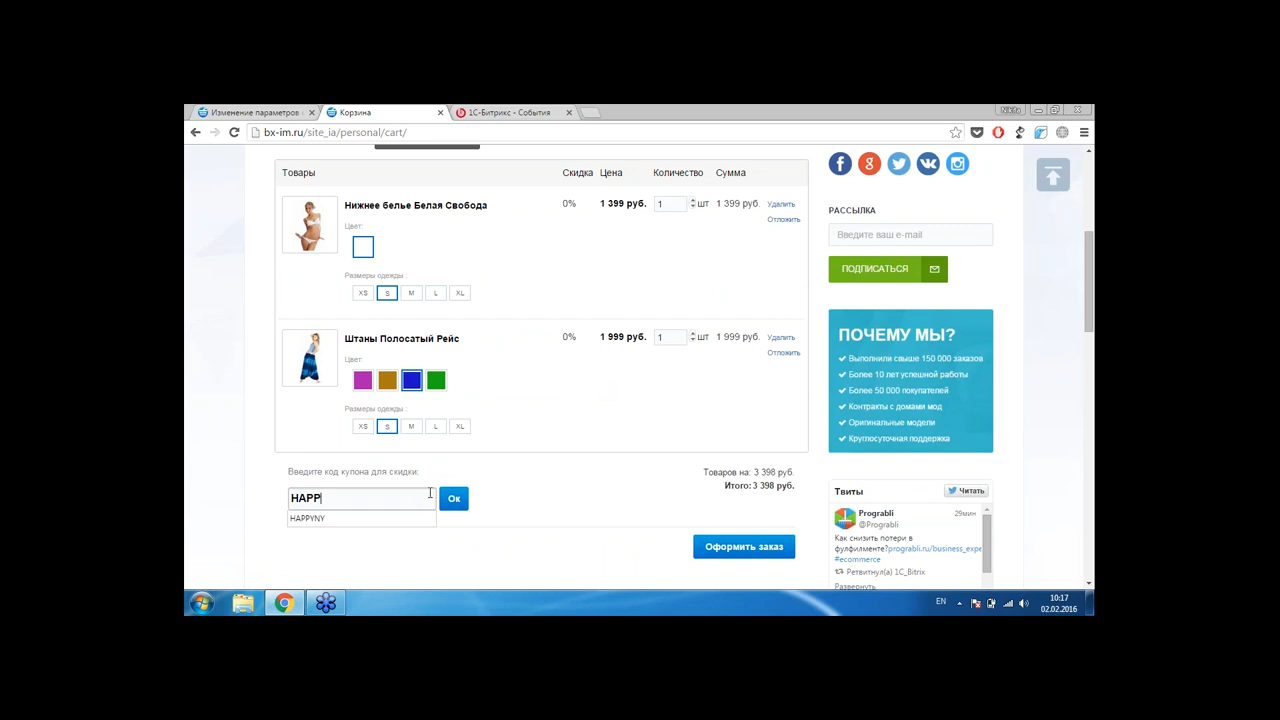 Изменение параметров
Корзина
1С-Битрикс - События
Nikita
bx-im.ru/site_ia/personal/cart/
Товары
Скидка
Цена
Количество
Сумма
Нижнее белье Белая Свобода
0%
1 399 руб.
1
шт
1 399 руб.
Удалить
Отложить
Цвет:
Размеры одежды :
XS
S
M
L
XL
Штаны Полосатый Рейс
0%
1 999 руб.
1
шт
1 999 руб.
Удалить
Отложить
Цвет:
Размеры одежды :
XS
S
M
L
XL
Введите код купона для скидки:
HAPP
Ок
HAPPYNY
Товаров на: 3 398 руб.
Итого: 3 398 руб.
Оформить заказ
РАССЫЛКА
Введите ваш e-mail
ПОДПИСАТЬСЯ
ПОЧЕМУ МЫ?
Выполнили свыше 150 000 заказов
Более 10 лет успешной работы
Более 50 000 покупателей
Контракты с домами мод
Оригинальные модели
Круглосуточная поддержка
Твиты
Читать
Prograbli
29мин
@Prograbli
Как снизить потери в
фулфилменте?prograbli.ru/business_expe
#ecommerce
Ретвитнул(а) 1C_Bitrix
Развернуть
EN
10:17
02.02.2016